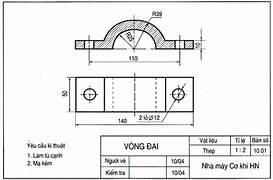 R39
110
10
50
140
2 lỗ Ø12
Yêu cầu kĩ thuật
1. Làm tù cạnh
2. Mạ kẽm
VÒNG ĐAI
Vật liệu
Tỉ lệ
Bản số
Thép
1 : 2
10.01
Người vẽ
10/04
Kiểm tra
10/04
Nhà máy Cơ khí HN